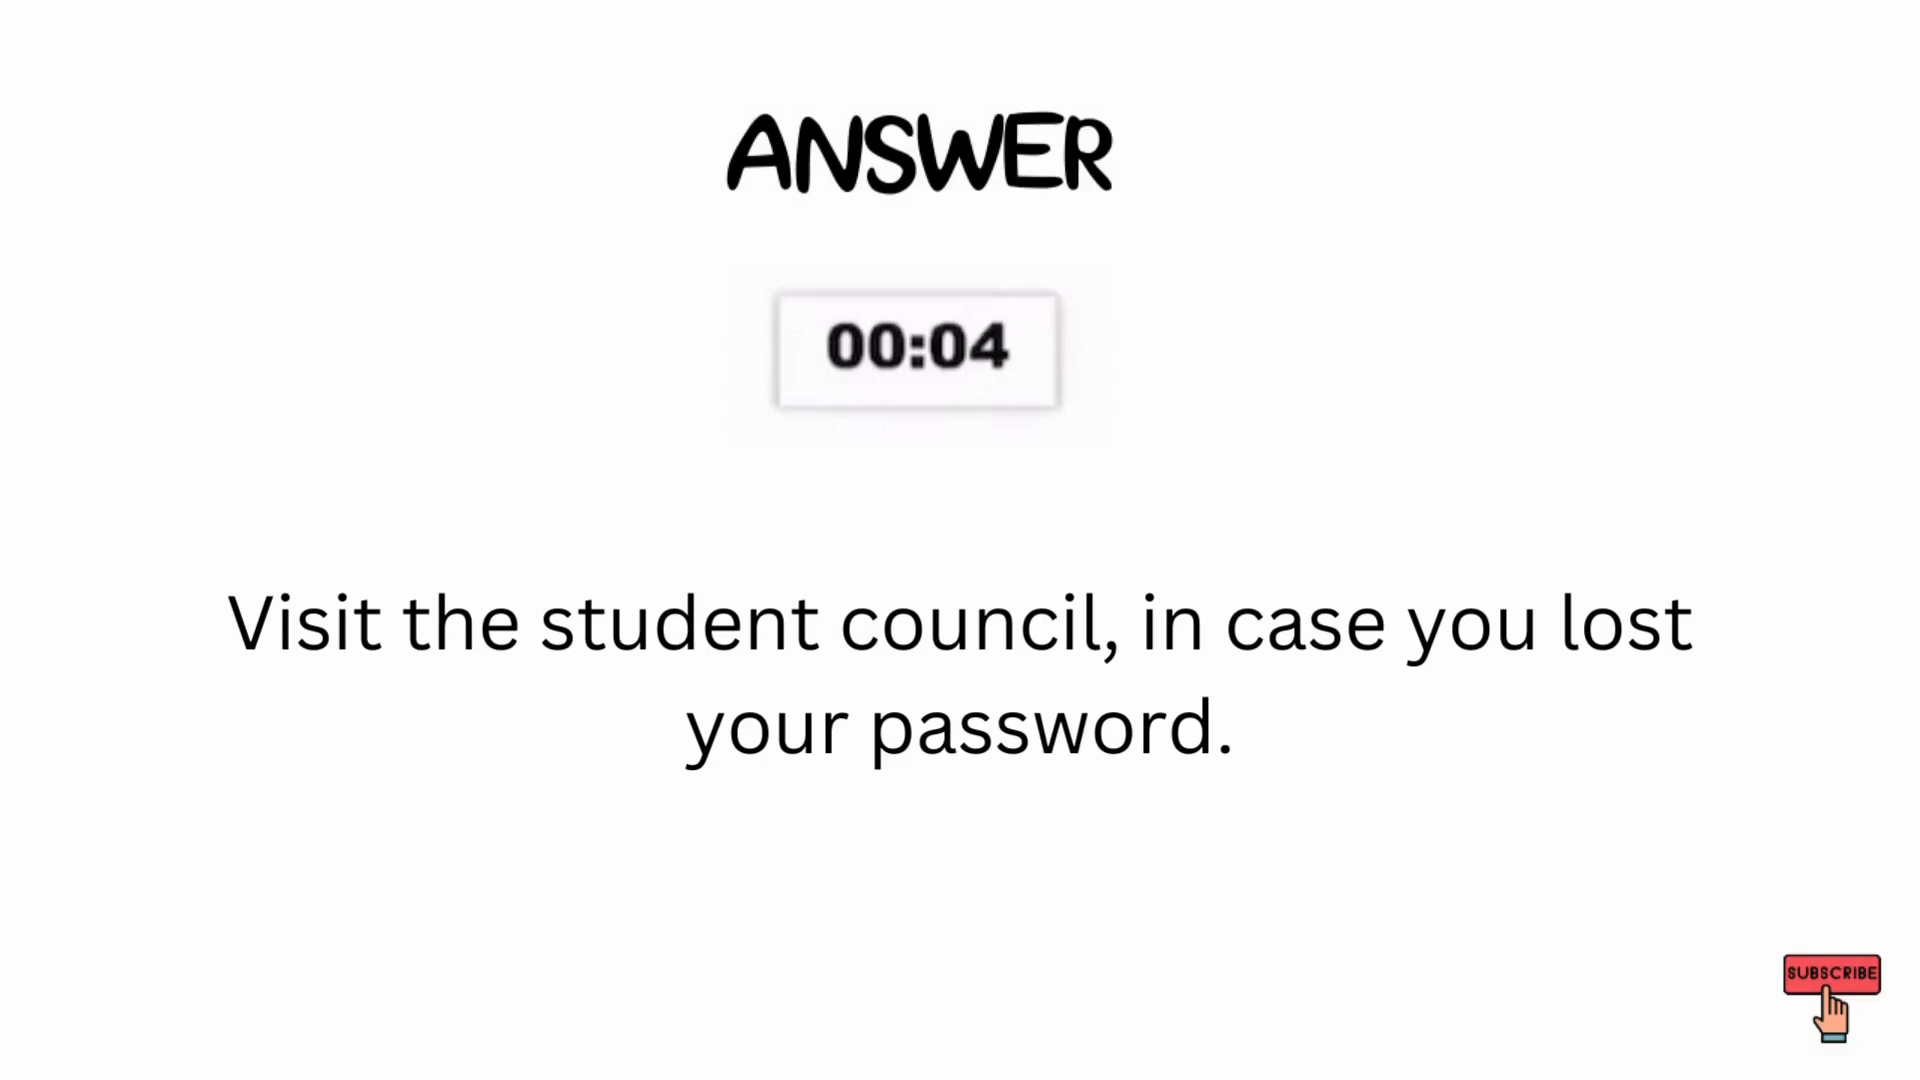 ANSWER
00:04
Visit the student council, in case you lost
your password.
SUBSCRIBE